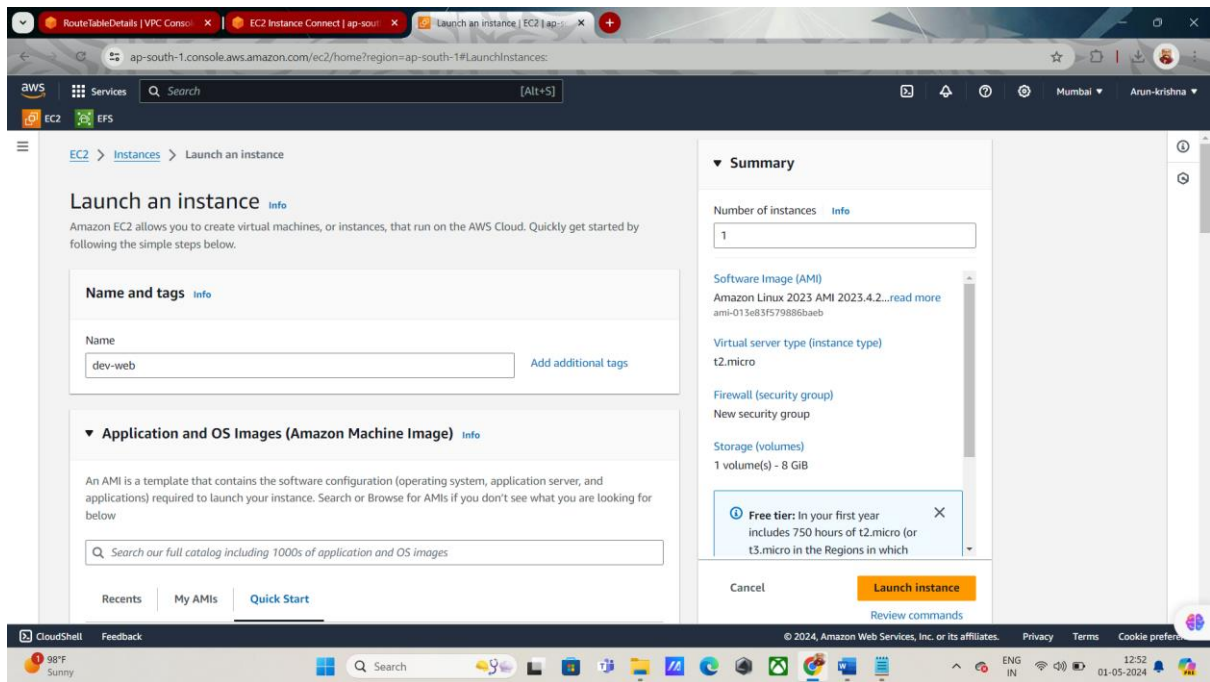 RouteTableDetails | VPC Consol
EC2 Instance Connect | ap-sout
Launch an instance | EC2 | ap-s
ap-south-1.console.aws.amazon.com/ec2/home?region=ap-south-1#LaunchInstances:
aws
Services
Search
[Alt+S]
Mumbai
Arun-krishna
EC2
EFS
EC2 > Instances > Launch an instance
Launch an instance Info
Amazon EC2 allows you to create virtual machines, or instances, that run on the AWS Cloud. Quickly get started by
following the simple steps below.
Name and tags Info
Name
dev-web
Add additional tags
Application and OS Images (Amazon Machine Image) Info
An AMI is a template that contains the software configuration (operating system, application server, and
applications) required to launch your instance. Search or Browse for AMIs if you don't see what you are looking for
below
Search our full catalog including 1000s of application and OS images
Recents
My AMIs
Quick Start
Summary
Number of instances Info
1
Software Image (AMI)
Amazon Linux 2023 AMI 2023.4.2...read more
ami-013e83f579886baeb
Virtual server type (instance type)
t2.micro
Firewall (security group)
New security group
Storage (volumes)
1 volume(s) - 8 GiB
Free tier: In your first year
includes 750 hours of t2.micro (or
t3.micro in the Regions in which
Cancel
Launch instance
Review commands
CloudShell
Feedback
© 2024, Amazon Web Services, Inc. or its affiliates.
Privacy
Terms
Cookie prefere
1
98°F
Sunny
Search
ENG
IN
12:52
01-05-2024
PRE